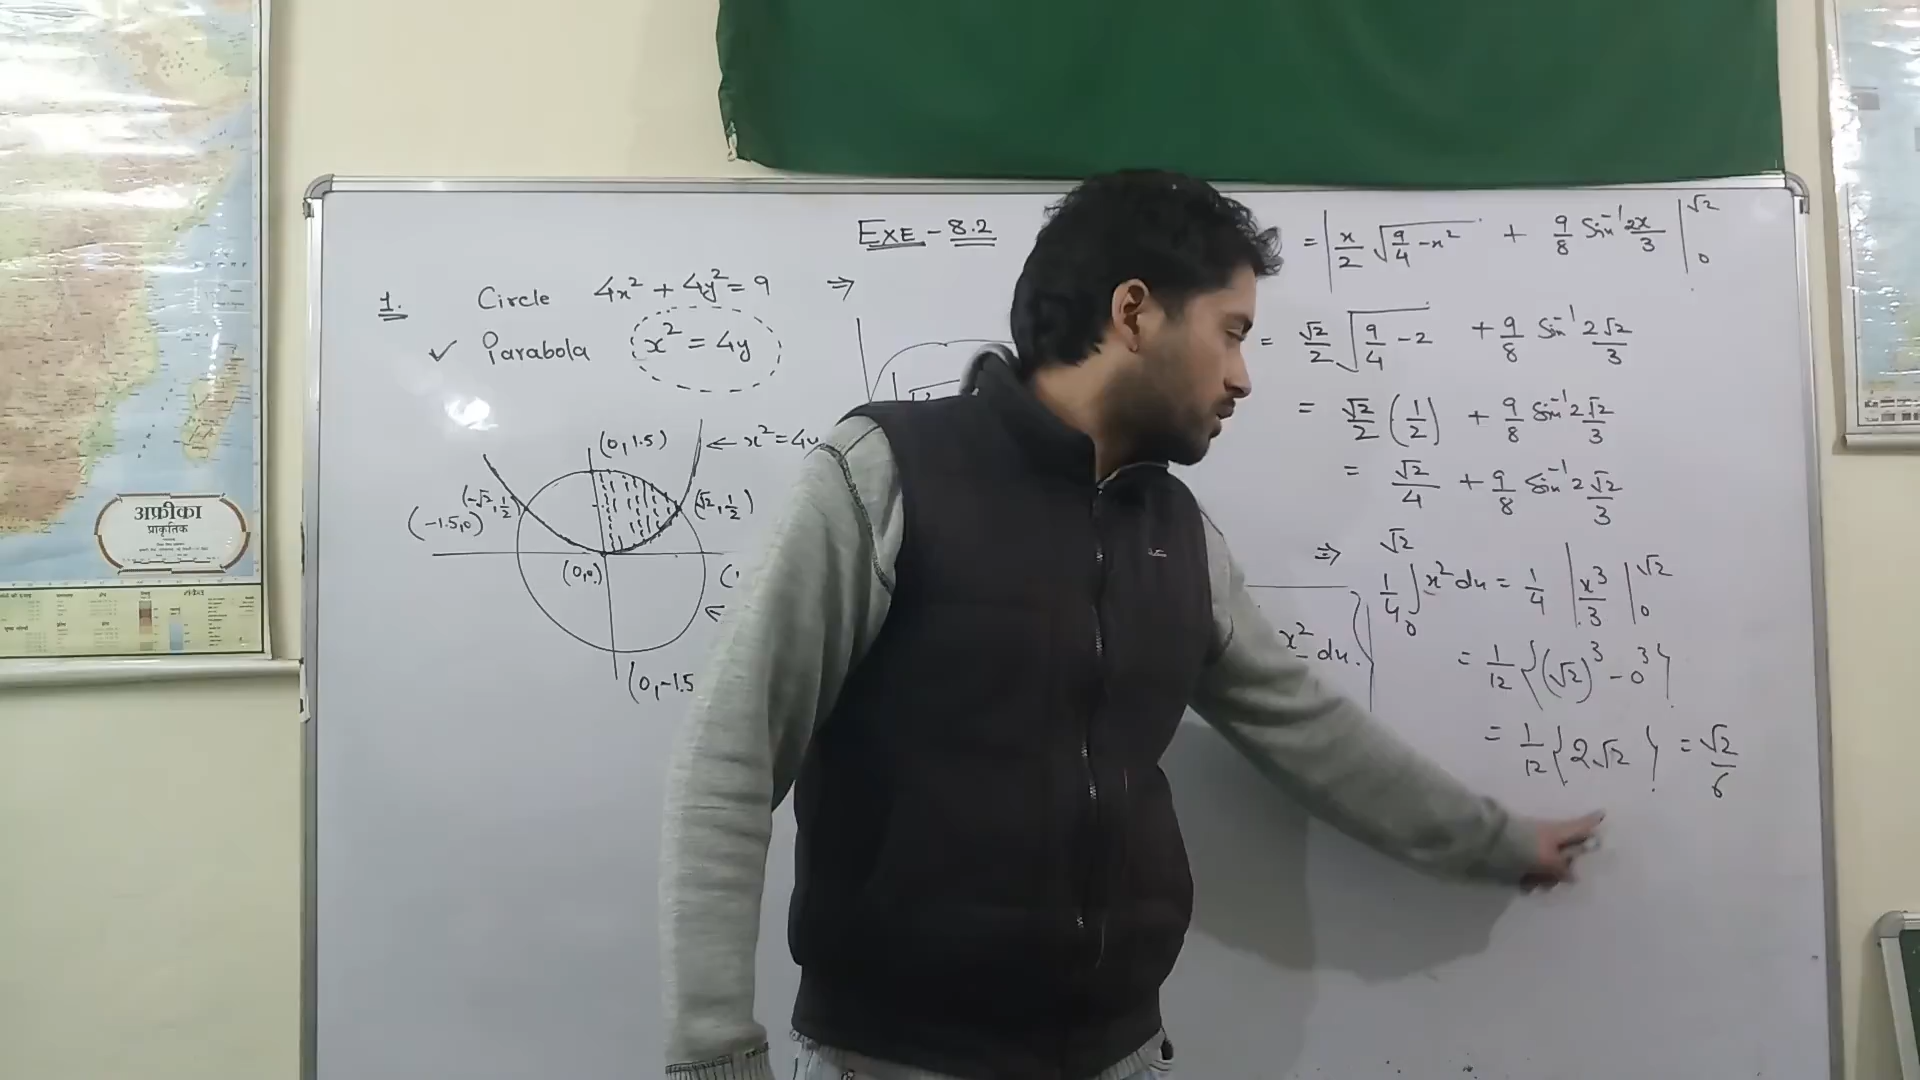 EXE - 8.2
1. Circle 4x² + 4y² = 9 ⇒
✓ Parabola x² = 4y
(0, 1.5) ← x² = 4y
(-√2, 1/2) (√2, 1/2)
(-1.5, 0)
(0,0)
(0, -1.5
x² du.
= | x/2 √(9/4 - x²) + 9/8 Sin⁻¹ 2x/3 |₀^√2
= √2/2 √(9/4 - 2) + 9/8 Sin⁻¹ 2√2/3
= √2/2 (1/2) + 9/8 Sin⁻¹ 2√2/3
= √2/4 + 9/8 Sin⁻¹ 2√2/3
⇒ 1/4 ∫₀^√2 x² du = 1/4 | x³/3 |₀^√2
= 1/12 {(√2)³ - 0³}
= 1/12 {2√2} = √2/6
अफ्रीका
प्राकृतिक
संकेत